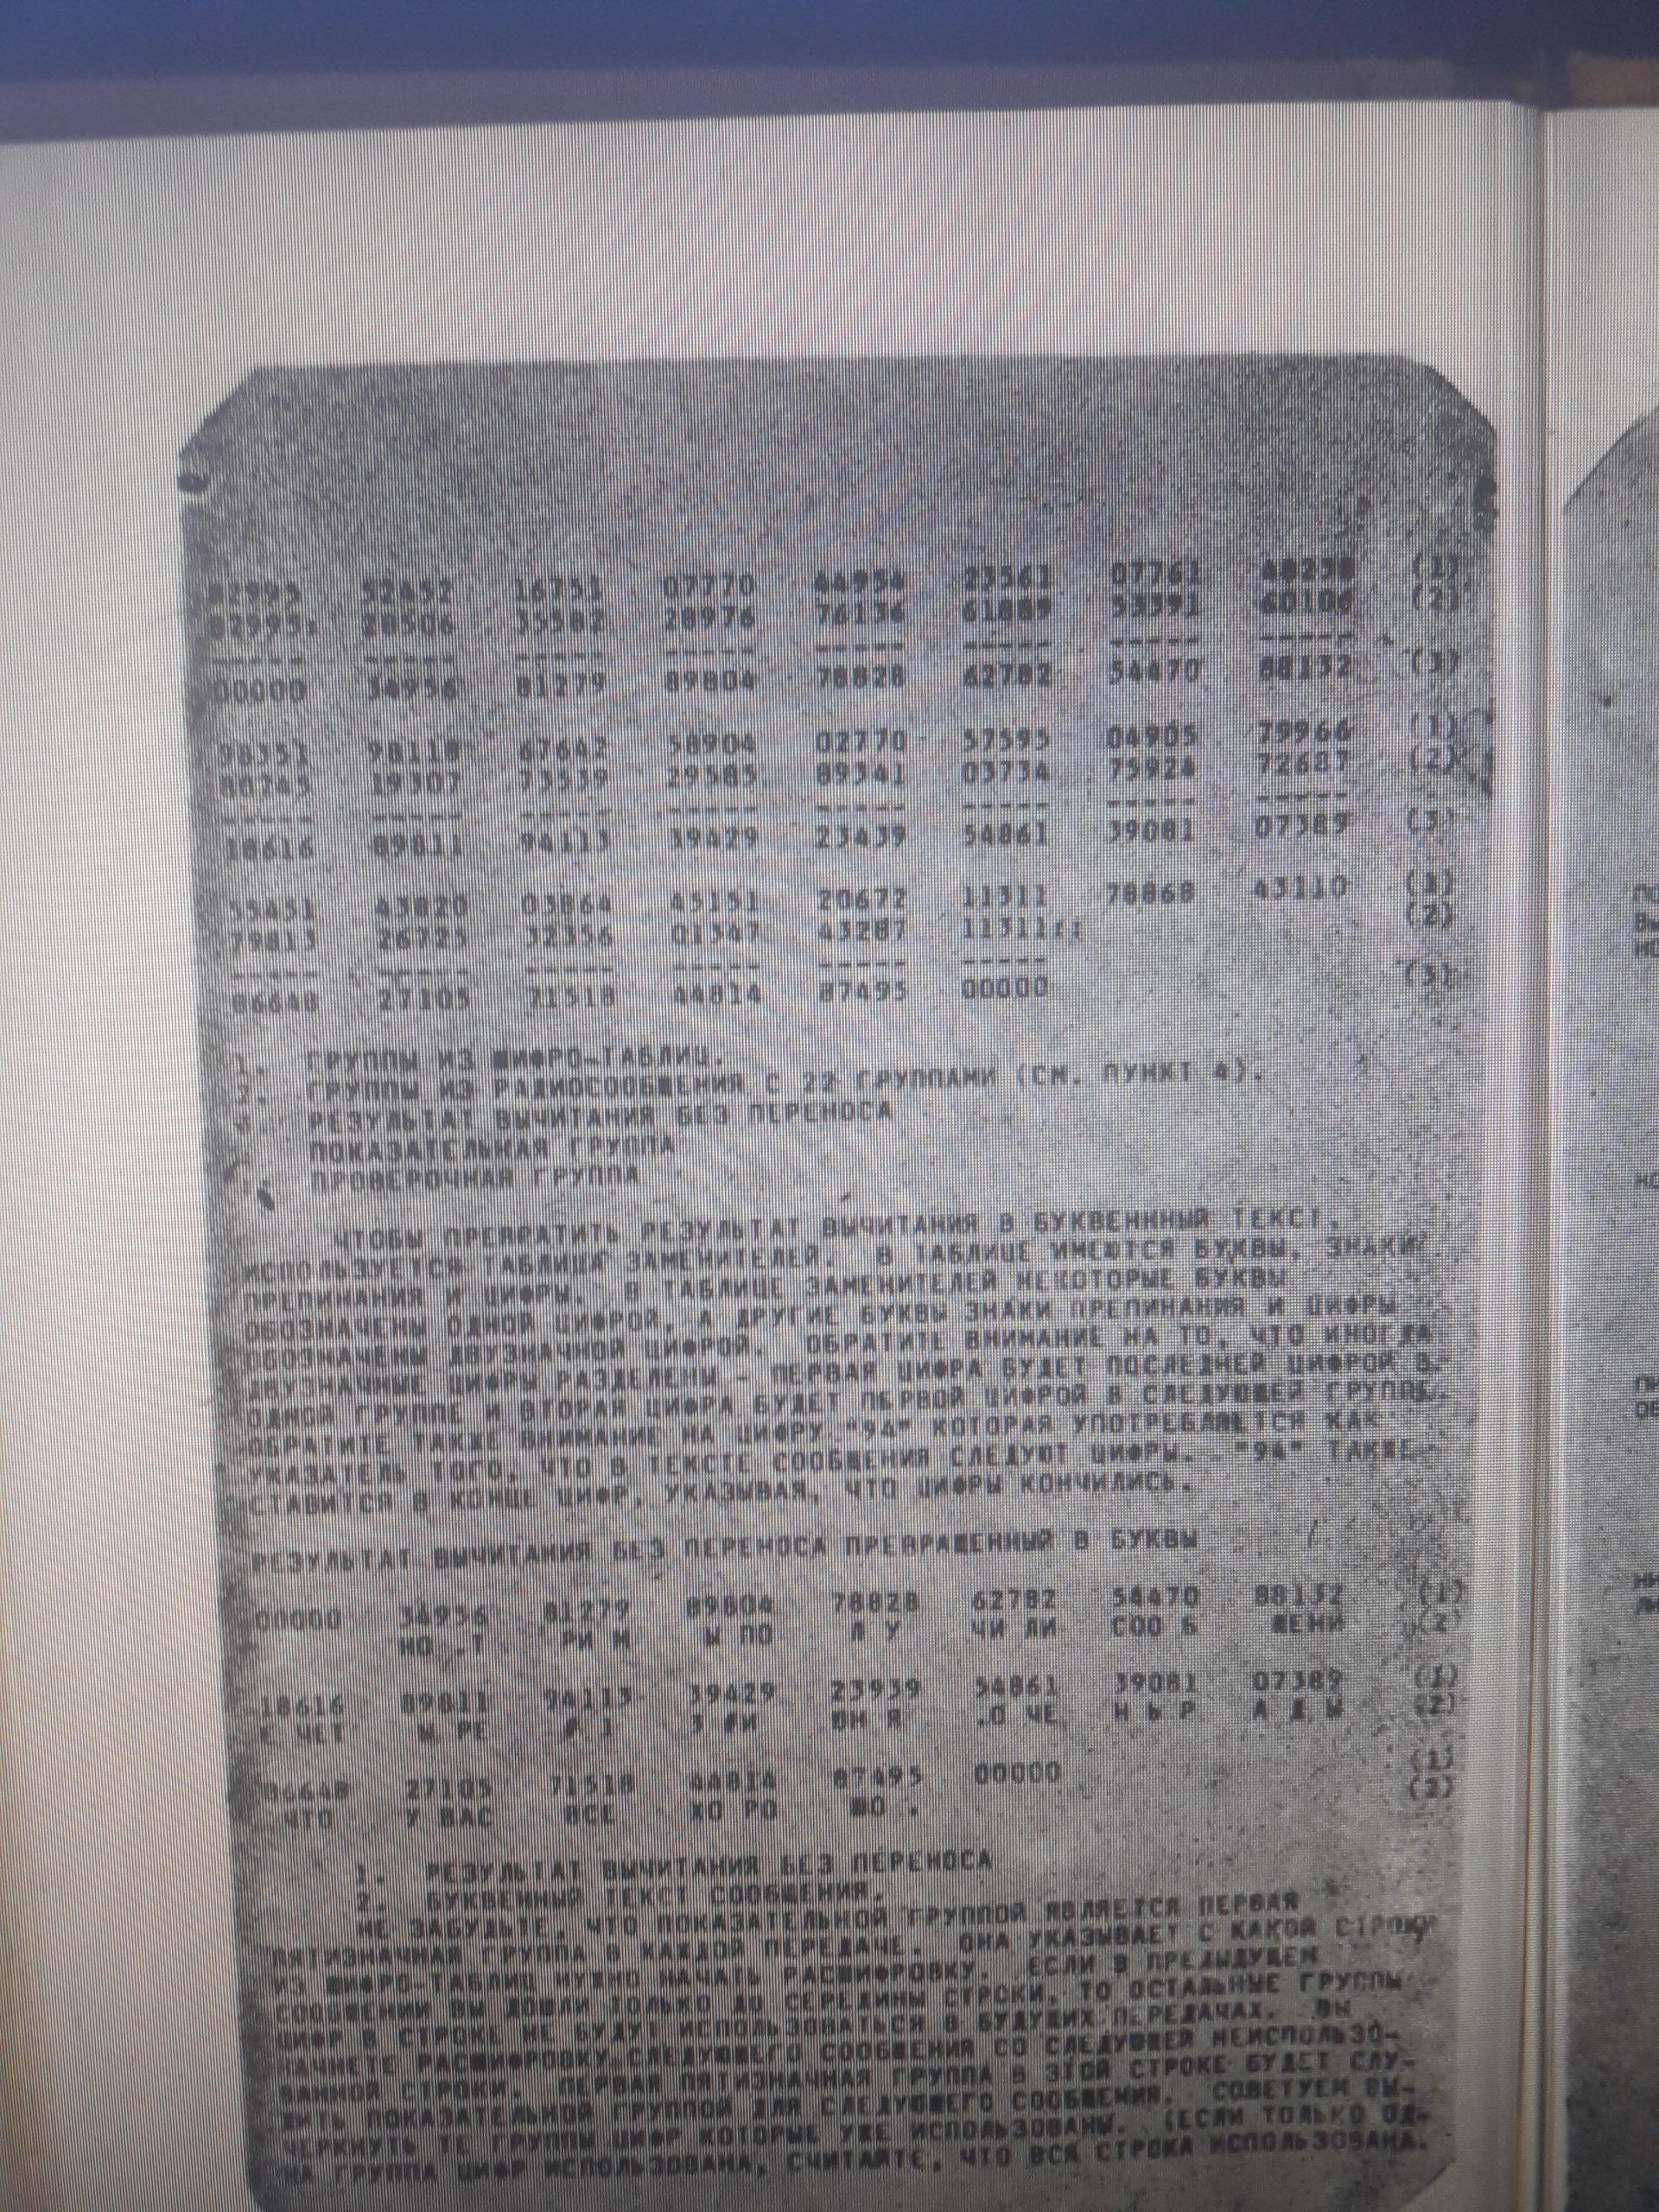 82995 52452 16751 07770 44954 23561 07761 48238 (1)
82995: 28506 35582 28976 76136 61889 53391 60106 (2)
----- ----- ----- ----- ----- ----- ----- -----
00000 34956 81279 89804 78828 62782 54470 88132 (3)
98351 98118 67642 58904 02770 57595 04905 79966 (1)
80745 19307 73539 29585 89341 03734 75924 72687 (2)
----- ----- ----- ----- ----- ----- ----- -----
18616 89811 94113 39429 23439 54861 39081 07389 (3)
55451 43820 03864 45151 20672 11311 78868 43110 (1)
79813 26725 32356 01347 43287 11311:: (2)
----- ----- ----- ----- ----- -----
86648 27105 71518 44814 87495 00000 (3)
1. ГРУППЫ ИЗ ШИФРО-ТАБЛИЦ.
2. ГРУППЫ ИЗ РАДИОСООБЩЕНИЯ С 22 ГРУППАМИ (СМ. ПУНКТ 4).
РЕЗУЛЬТАТ ВЫЧИТАНИЯ БЕЗ ПЕРЕНОСА
ПОКАЗАТЕЛЬНАЯ ГРУППА
ПРОВЕРОЧНАЯ ГРУППА
ЧТОБЫ ПРЕВРАТИТЬ РЕЗУЛЬТАТ ВЫЧИТАНИЯ В БУКВЕНННЫЙ ТЕКСТ,
ИСПОЛЬЗУЕТСЯ ТАБЛИЦА ЗАМЕНИТЕЛЕЙ. В ТАБЛИЦЕ ИМЕЮТСЯ БУКВЫ, ЗНАКИ
ПРЕПИНАНИЯ И ЦИФРЫ. В ТАБЛИЦЕ ЗАМЕНИТЕЛЕЙ НЕКОТОРЫЕ БУКВЫ
ОБОЗНАЧЕНЫ ОДНОЙ ЦИФРОЙ, А ДРУГИЕ БУКВЫ ЗНАКИ ПРЕПИНАНИЯ И ЦИФРЫ
ОБОЗНАЧЕНЫ ДВУЗНАЧНОЙ ЦИФРОЙ. ОБРАТИТЕ ВНИМАНИЕ НА ТО, ЧТО ИНОГДА
ДВУЗНАЧНЫЕ ЦИФРЫ РАЗДЕЛЕНЫ - ПЕРВАЯ ЦИФРА БУДЕТ ПОСЛЕДНЕЙ ЦИФРОЙ В
ОДНОЙ ГРУППЕ И ВТОРАЯ ЦИФРА БУДЕТ ПЕРВОЙ ЦИФРОЙ В СЛЕДУЮЩЕЙ ГРУППЕ.
ОБРАТИТЕ ТАКЖЕ ВНИМАНИЕ НА ЦИФРУ "94" КОТОРАЯ УПОТРЕБЛЯЕТСЯ КАК
УКАЗАТЕЛЬ ТОГО, ЧТО В ТЕКСТЕ СООБЩЕНИЯ СЛЕДУЮТ ЦИФРЫ. "94" ТАКЖЕ
СТАВИТСЯ В КОНЦЕ ЦИФР, УКАЗЫВАЯ, ЧТО ЦИФРЫ КОНЧИЛИСЬ.
РЕЗУЛЬТАТ ВЫЧИТАНИЯ БЕЗ ПЕРЕНОСА ПРЕВРАЩЕННЫЙ В БУКВЫ
00000 34956 81279 89804 78828 62782 54470 88132 (1)
НО .Т РИ М Ы ПО Л У ЧИ ЛИ СОО Б ЩЕНИ (2)
18616 89811 94113 39429 23939 54861 39081 07389 (1)
Е ЧЕТ Ы РЕ # 1 3 #И ЮН Я .О ЧЕ Н Ь Р А Д Ы (2)
86648 27105 71518 44814 87495 00000 (1)
ЧТО У ВАС ВСЕ ХО РО ШО . (2)
1. РЕЗУЛЬТАТ ВЫЧИТАНИЯ БЕЗ ПЕРЕНОСА
2. БУКВЕННЫЙ ТЕКСТ СООБЩЕНИЯ.
НЕ ЗАБУДЬТЕ, ЧТО ПОКАЗАТЕЛЬНОЙ ГРУППОЙ ЯВЛЯЕТСЯ ПЕРВАЯ
ПЯТИЗНАЧНАЯ ГРУППА В КАЖДОЙ ПЕРЕДАЧЕ. ОНА УКАЗЫВАЕТ С КАКОЙ СТРОКИ
ИЗ ШИФРО-ТАБЛИЦ НУЖНО НАЧАТЬ РАСШИФРОВКУ. ЕСЛИ В ПРЕДЫДУЩЕМ
СООБЩЕНИИ ВЫ ДОШЛИ ТОЛЬКО ДО СЕРЕДИНЫ СТРОКИ, ТО ОСТАЛЬНЫЕ ГРУППЫ
ЦИФР В СТРОКЕ НЕ БУДУТ ИСПОЛЬЗОВАТЬСЯ В БУДУЩИХ ПЕРЕДАЧАХ. ВЫ
НАЧНЕТЕ РАСШИФРОВКУ СЛЕДУЮЩЕГО СООБЩЕНИЯ СО СЛЕДУЮЩЕЙ НЕИСПОЛЬЗО-
ВАННОЙ СТРОКИ. ПЕРВАЯ ПЯТИЗНАЧНАЯ ГРУППА В ЭТОЙ СТРОКЕ БУДЕТ СЛУ-
ЖИТЬ ПОКАЗАТЕЛЬНОЙ ГРУППОЙ ДЛЯ СЛЕДУЮЩЕГО СООБЩЕНИЯ. СОВЕТУЕМ ВЫ-
ЧЕРКНУТЬ ТЕ ГРУППЫ ЦИФР КОТОРЫЕ УЖЕ ИСПОЛЬЗОВАНЫ. (ЕСЛИ ТОЛЬКО ОД-
НА ГРУППА ЦИФР ИСПОЛЬЗОВАНА, СЧИТАЙТЕ, ЧТО ВСЯ СТРОКА ИСПОЛЬЗОВАНА.